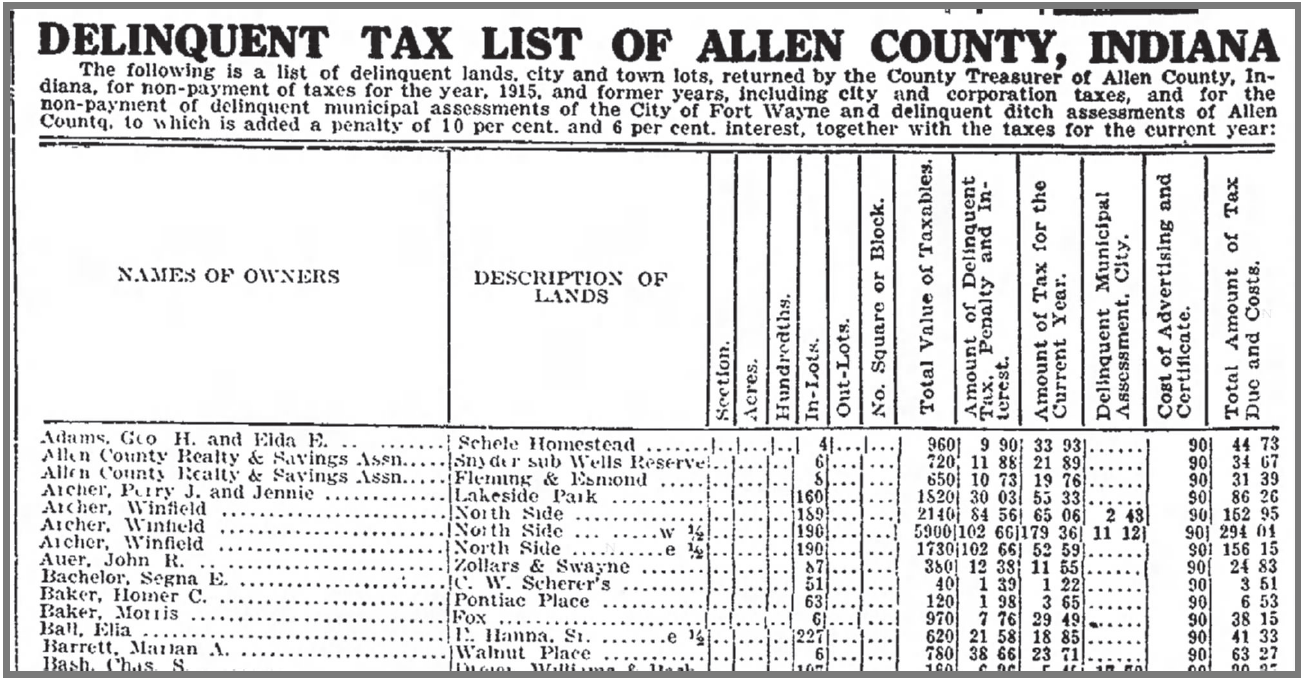 DELINQUENT TAX LIST OF ALLEN COUNTY, INDIANA
The following is a list of delinquent lands, city and town lots, returned by the County Treasurer of Allen County, In-
diana, for non-payment of taxes for the year, 1915, and former years, including city and corporation taxes, and for the
non-payment of delinquent municipal assessments of the City of Fort Wayne and delinquent ditch assessments of Allen
Countq, to which is added a penalty of 10 per cent. and 6 per cent. interest, together with the taxes for the current year:
NAMES OF OWNERS
DESCRIPTION OF
LANDS
Section.
Acres.
Hundredths.
In-Lots.
Out-Lots.
No. Square or Block.
Total Value of Taxables.
Amount of Delinquent
Tax, Penalty and In-
terest.
Amount of Tax for the
Current Year.
Delinquent Municipal
Assessment, City.
Cost of Advertising and
Certificate.
Total Amount of Tax
Due and Costs.
Adams, Geo H. and Elda E. .. ....... Schele Homestead ...... 4 960 9 90 33 93 ...... 90 44 73
Allen County Realty & Savings Assn..... Snyder sub Wells Reserve 6 720 11 88 21 89 ...... 90 34 67
Allen County Realty & Savings Assn..... Fleming & Esmond ...... 8 650 10 73 19 76 ...... 90 31 39
Archer, Perry J. and Jennie ............ Lakeside Park ........... 160 1820 30 03 55 33 ...... 90 86 26
Archer, Winfield ...................... North Side .............. 189 2140 84 56 65 06 2 43 90 152 95
Archer, Winfield ...................... North Side ... ......w ½ 190 5900 102 66 179 36 11 12 90 294 04
Archer, Winfield ...................... North Side ...........e ½ 190 1730 102 66 52 59 ...... 90 156 15
Auer, John R. .. ...................... Zollars & Swayne ........ 87 380 12 38 11 55 ...... 90 24 83
Bachelor, Segna E. .................... C. W. Scherer's ......... 51 40 1 39 1 22 ...... 90 3 51
Baker, Homer C. ....................... Pontiac Place ........... 63 120 1 98 3 65 ...... 90 6 53
Baker, Morris ......................... Fox ..................... 6 970 7 76 29 49 ...... 90 38 15
Ball, Elia ............................ Hanna, Sr. .......e ½ 227 620 21 58 18 85 ...... 90 41 33
Barrett, Marian A. .................... Walnut Place ............ 6 780 38 66 23 71 ...... 90 63 27
Bash, Chas. S.